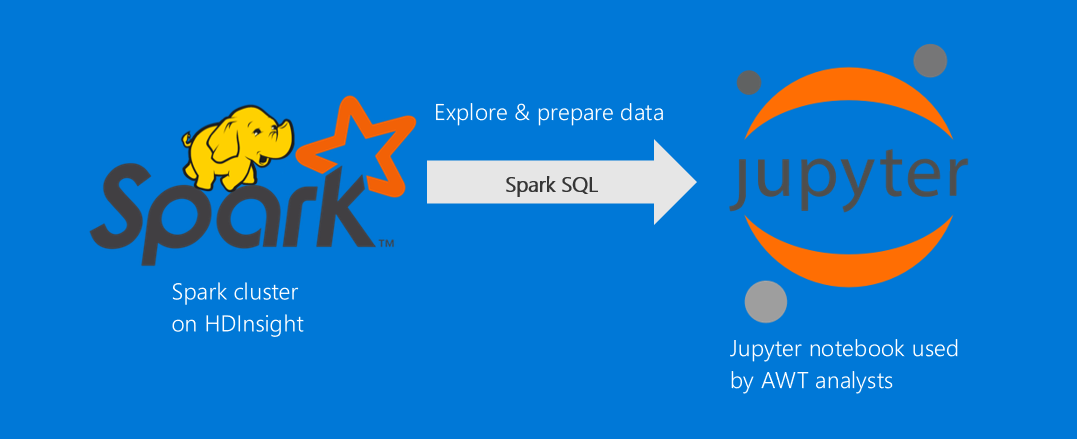 Explore & prepare data
Spark SQL
Spark™
Spark cluster
on HDInsight
jupyter
Jupyter notebook used
by AWT analysts